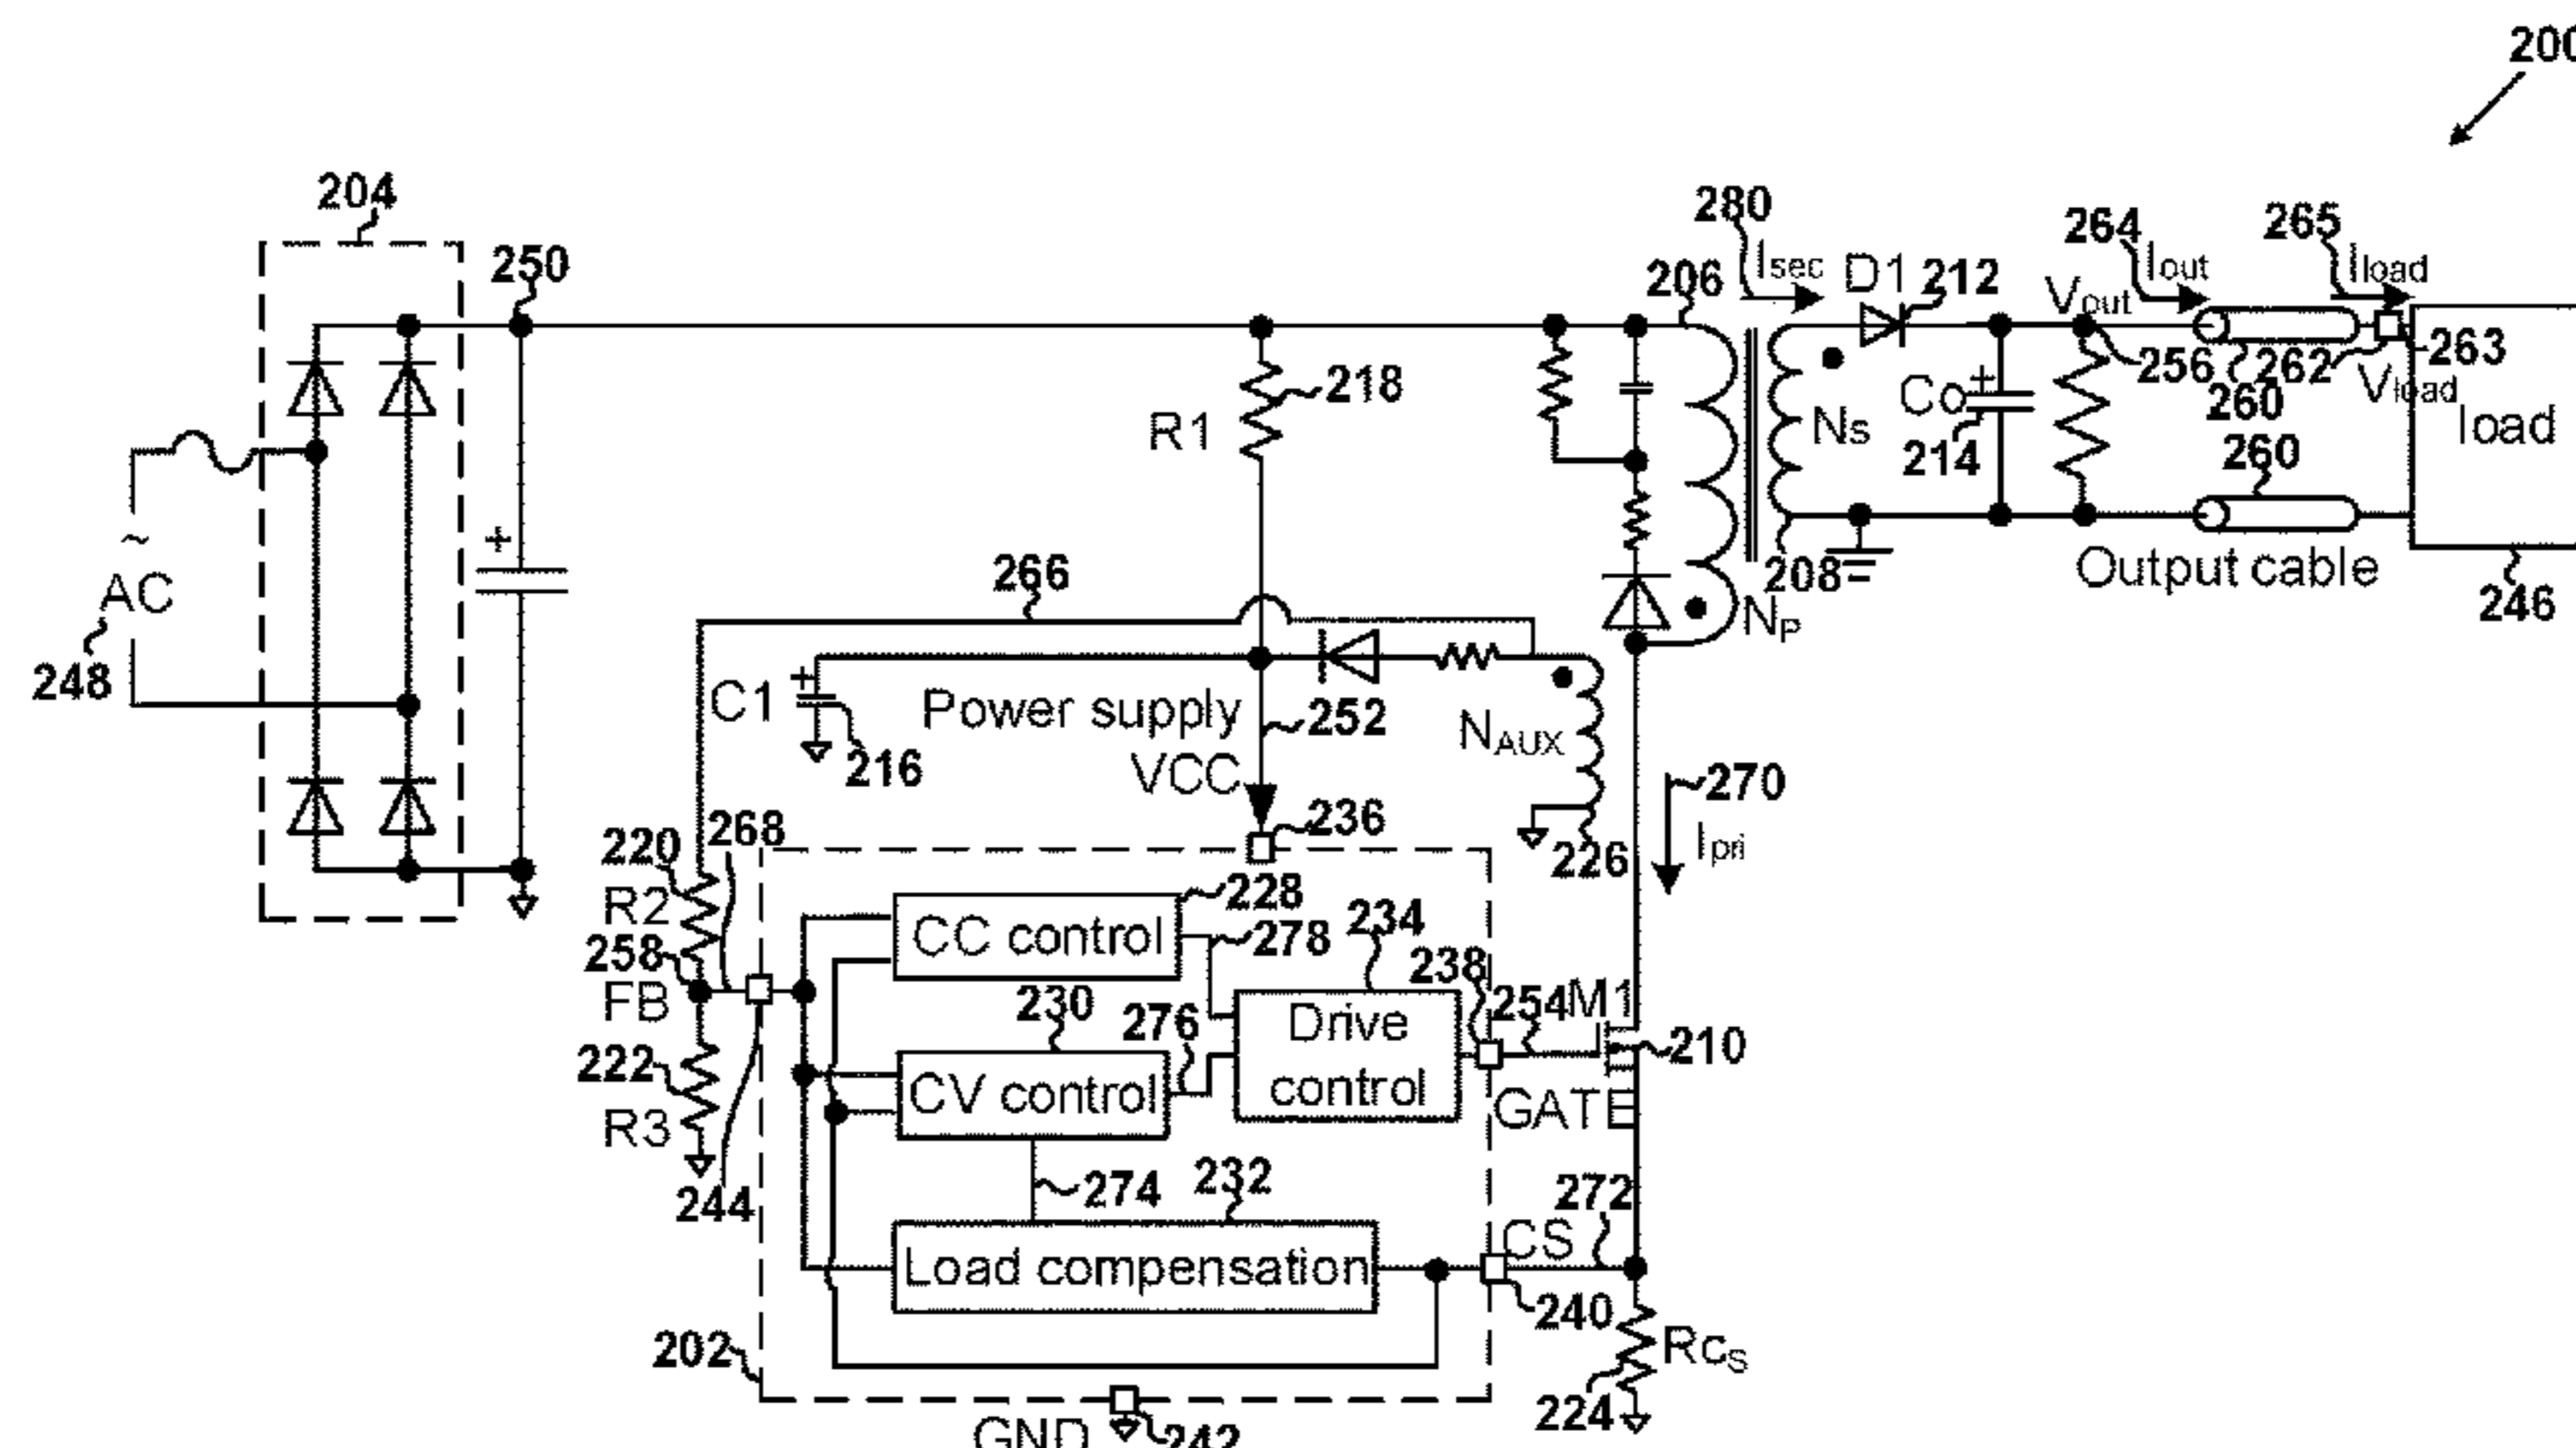 200
204
280
264
265
250
Isec
D1
212
Iout
Iload
206
Vout
218
R1
256
262
263
Vload
Co
260
Ns
214
load
260
+
~
AC
266
208
Output cable
246
NP
248
C1
+
Power supply
252
NAUX
216
VCC
270
236
Ipri
220
268
226
R2
228
234
CC control
278
258
238
FB
230
276
254
M1
Drive
control
222
CV control
210
R3
GATE
274
232
272
244
CS
Load compensation
240
202
RCS
224
GND
242